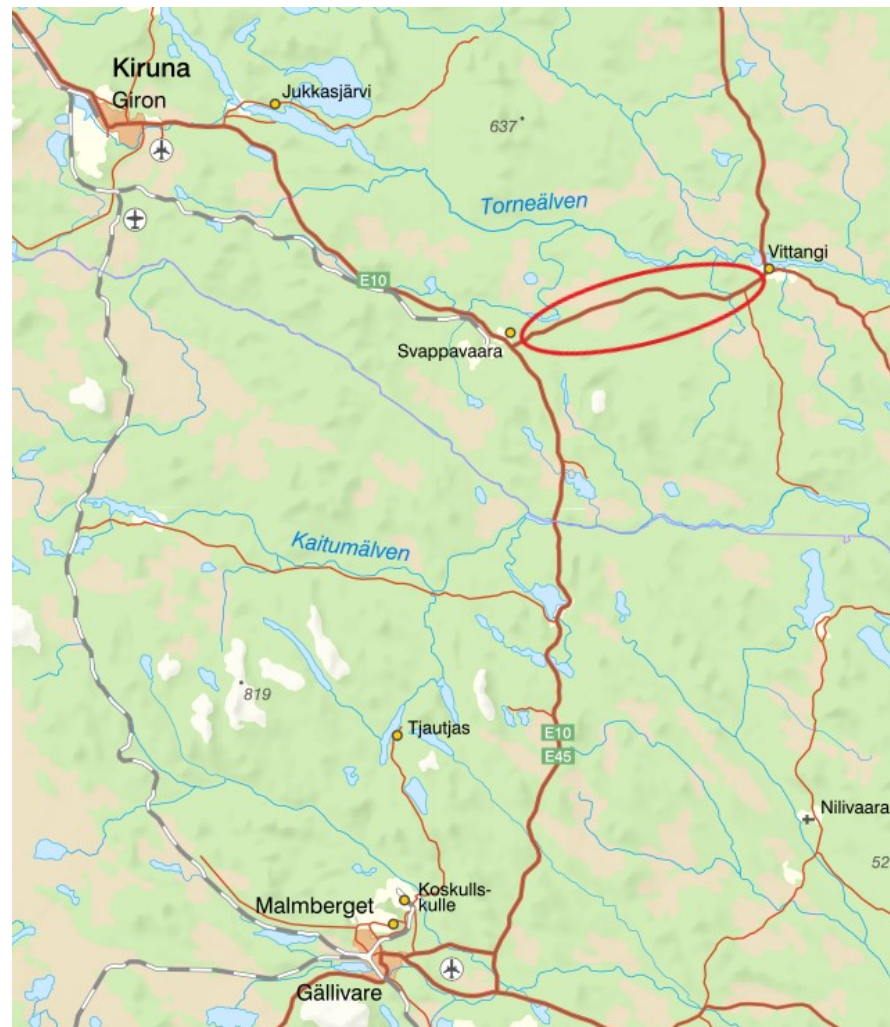 Kiruna
Giron
Jukkasjärvi
637
Torneälven
Vittangi
E10
Svappavaara
Kaitumälven
819
Tjautjas
E10
E45
Nilivaara
52
Koskulls-
kulle
Malmberget
Gällivare